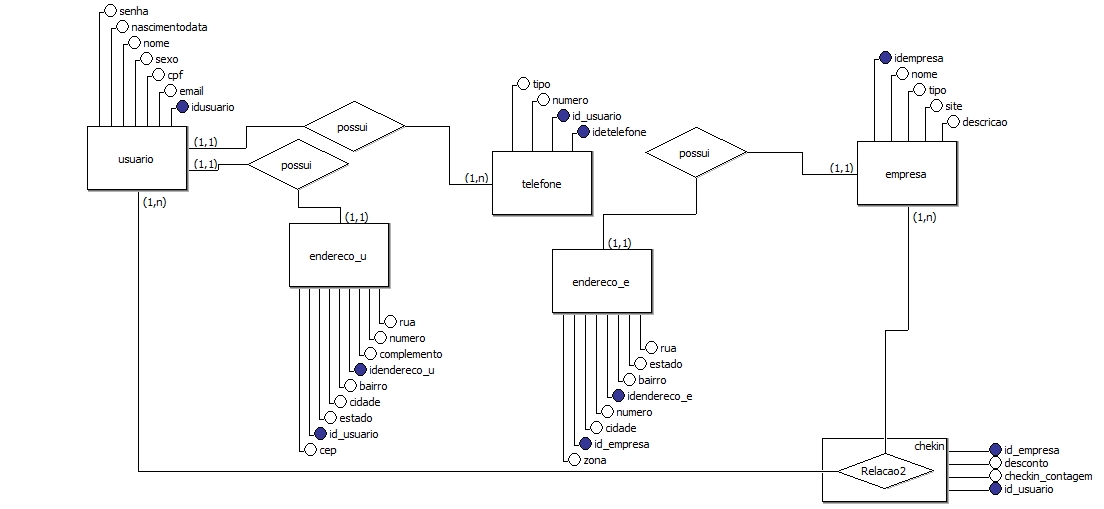 senha
nascimentodata
nome
sexo
cpf
email
idusuario
usuario
(1,1)
(1,1)
(1,n)
possui
possui
(1,1)
endereco_u
rua
numero
complemento
idendereco_u
bairro
cidade
estado
id_usuario
cep
tipo
numero
id_usuario
idetelefone
(1,n)
telefone
possui
(1,1)
endereco_e
rua
estado
bairro
idendereco_e
numero
cidade
id_empresa
zona
idempresa
nome
tipo
site
descricao
(1,1)
empresa
(1,n)
chekin
Relacao2
id_empresa
desconto
checkin_contagem
id_usuario